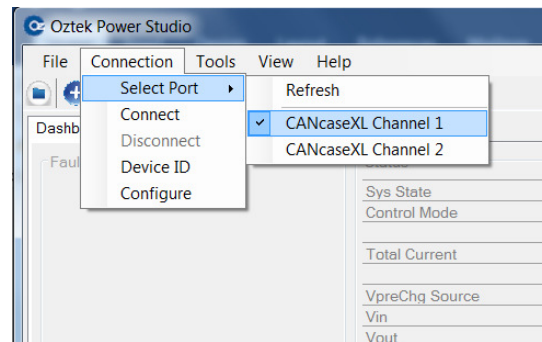 Oztek Power Studio
File Connection Tools View Help
Select Port
Refresh
Connect
CANcaseXL Channel 1
Dashb
Disconnect
CANcaseXL Channel 2
Faul
Device ID
Status
Configure
Sys State
Control Mode
Total Current
VpreChg Source
Vin
Vout